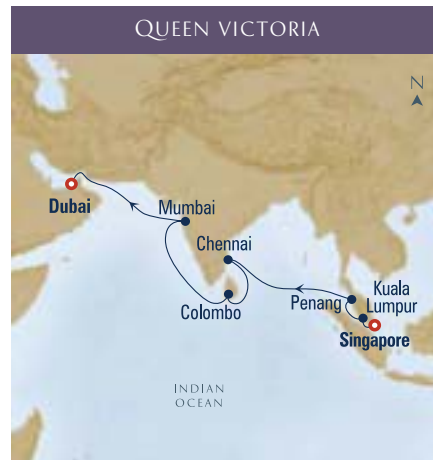 QUEEN VICTORIA
N
Dubai
Mumbai
Chennai
Colombo
Penang
Kuala
Lumpur
Singapore
INDIAN
OCEAN